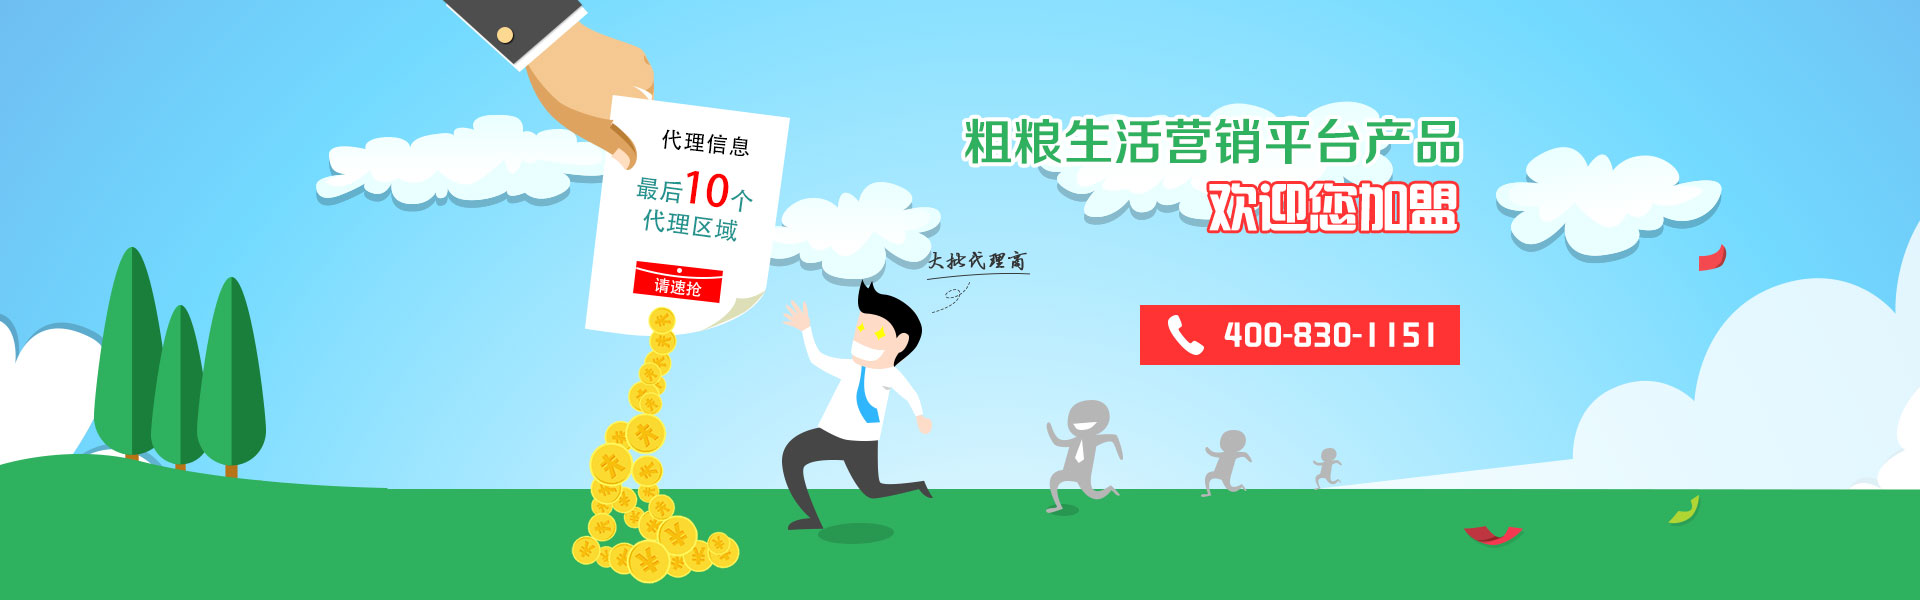 代理信息
最后10个
代理区域
请速抢
粗粮生活营销平台产品
欢迎您加盟
大批代理商
400-830-1151